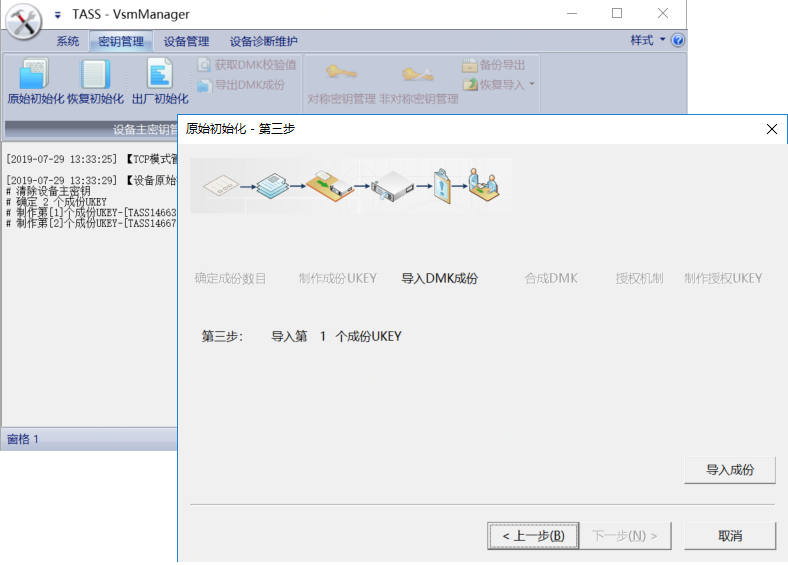 TASS - VsmManager
系统 密钥管理 设备管理 设备诊断维护 样式
原始初始化 恢复初始化 出厂初始化
获取DMK校验值
导出DMK成份
对称密钥管理 非对称密钥管理
备份导出
恢复导入
设备主密钥管
[2019-07-29 13:33:25] 【TCP模式管
[2019-07-29 13:33:29] 【设备原始
# 清除设备主密钥
# 确定 2 个成份UKEY
# 制作第[1]个成份UKEY-[TASS14663
# 制作第[2]个成份UKEY-[TASS14667
窗格 1
原始初始化 - 第三步
确定成份数目 制作成份UKEY 导入DMK成份 合成DMK 授权机制 制作授权UKEY
第三步: 导入第 1 个成份UKEY
导入成份
< 上一步(B) 下一步(N) > 取消